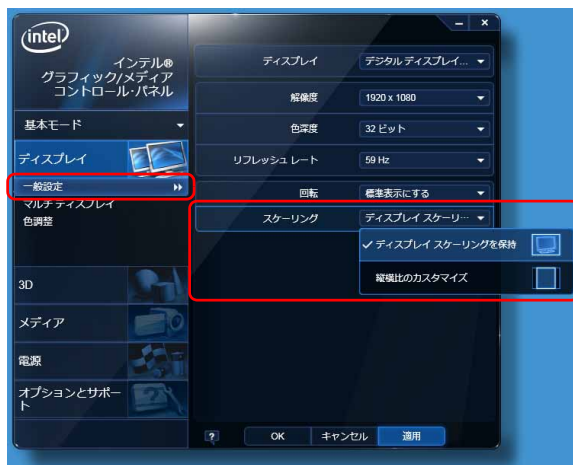 intel
インテル®
グラフィック/メディア
コントロール・パネル
基本モード
ディスプレイ
一般設定
マルチディスプレイ
色調整
3D
メディア
電源
オプションとサポー
ト
ディスプレイ
デジタル ディスプレイ...
解像度
1920 x 1080
色深度
32 ビット
リフレッシュ レート
59 Hz
回転
標準表示にする
スケーリング
ディスプレイ スケーリ...
✓ ディスプレイ スケーリングを保持
縦横比のカスタマイズ
?
OK
キャンセル
適用